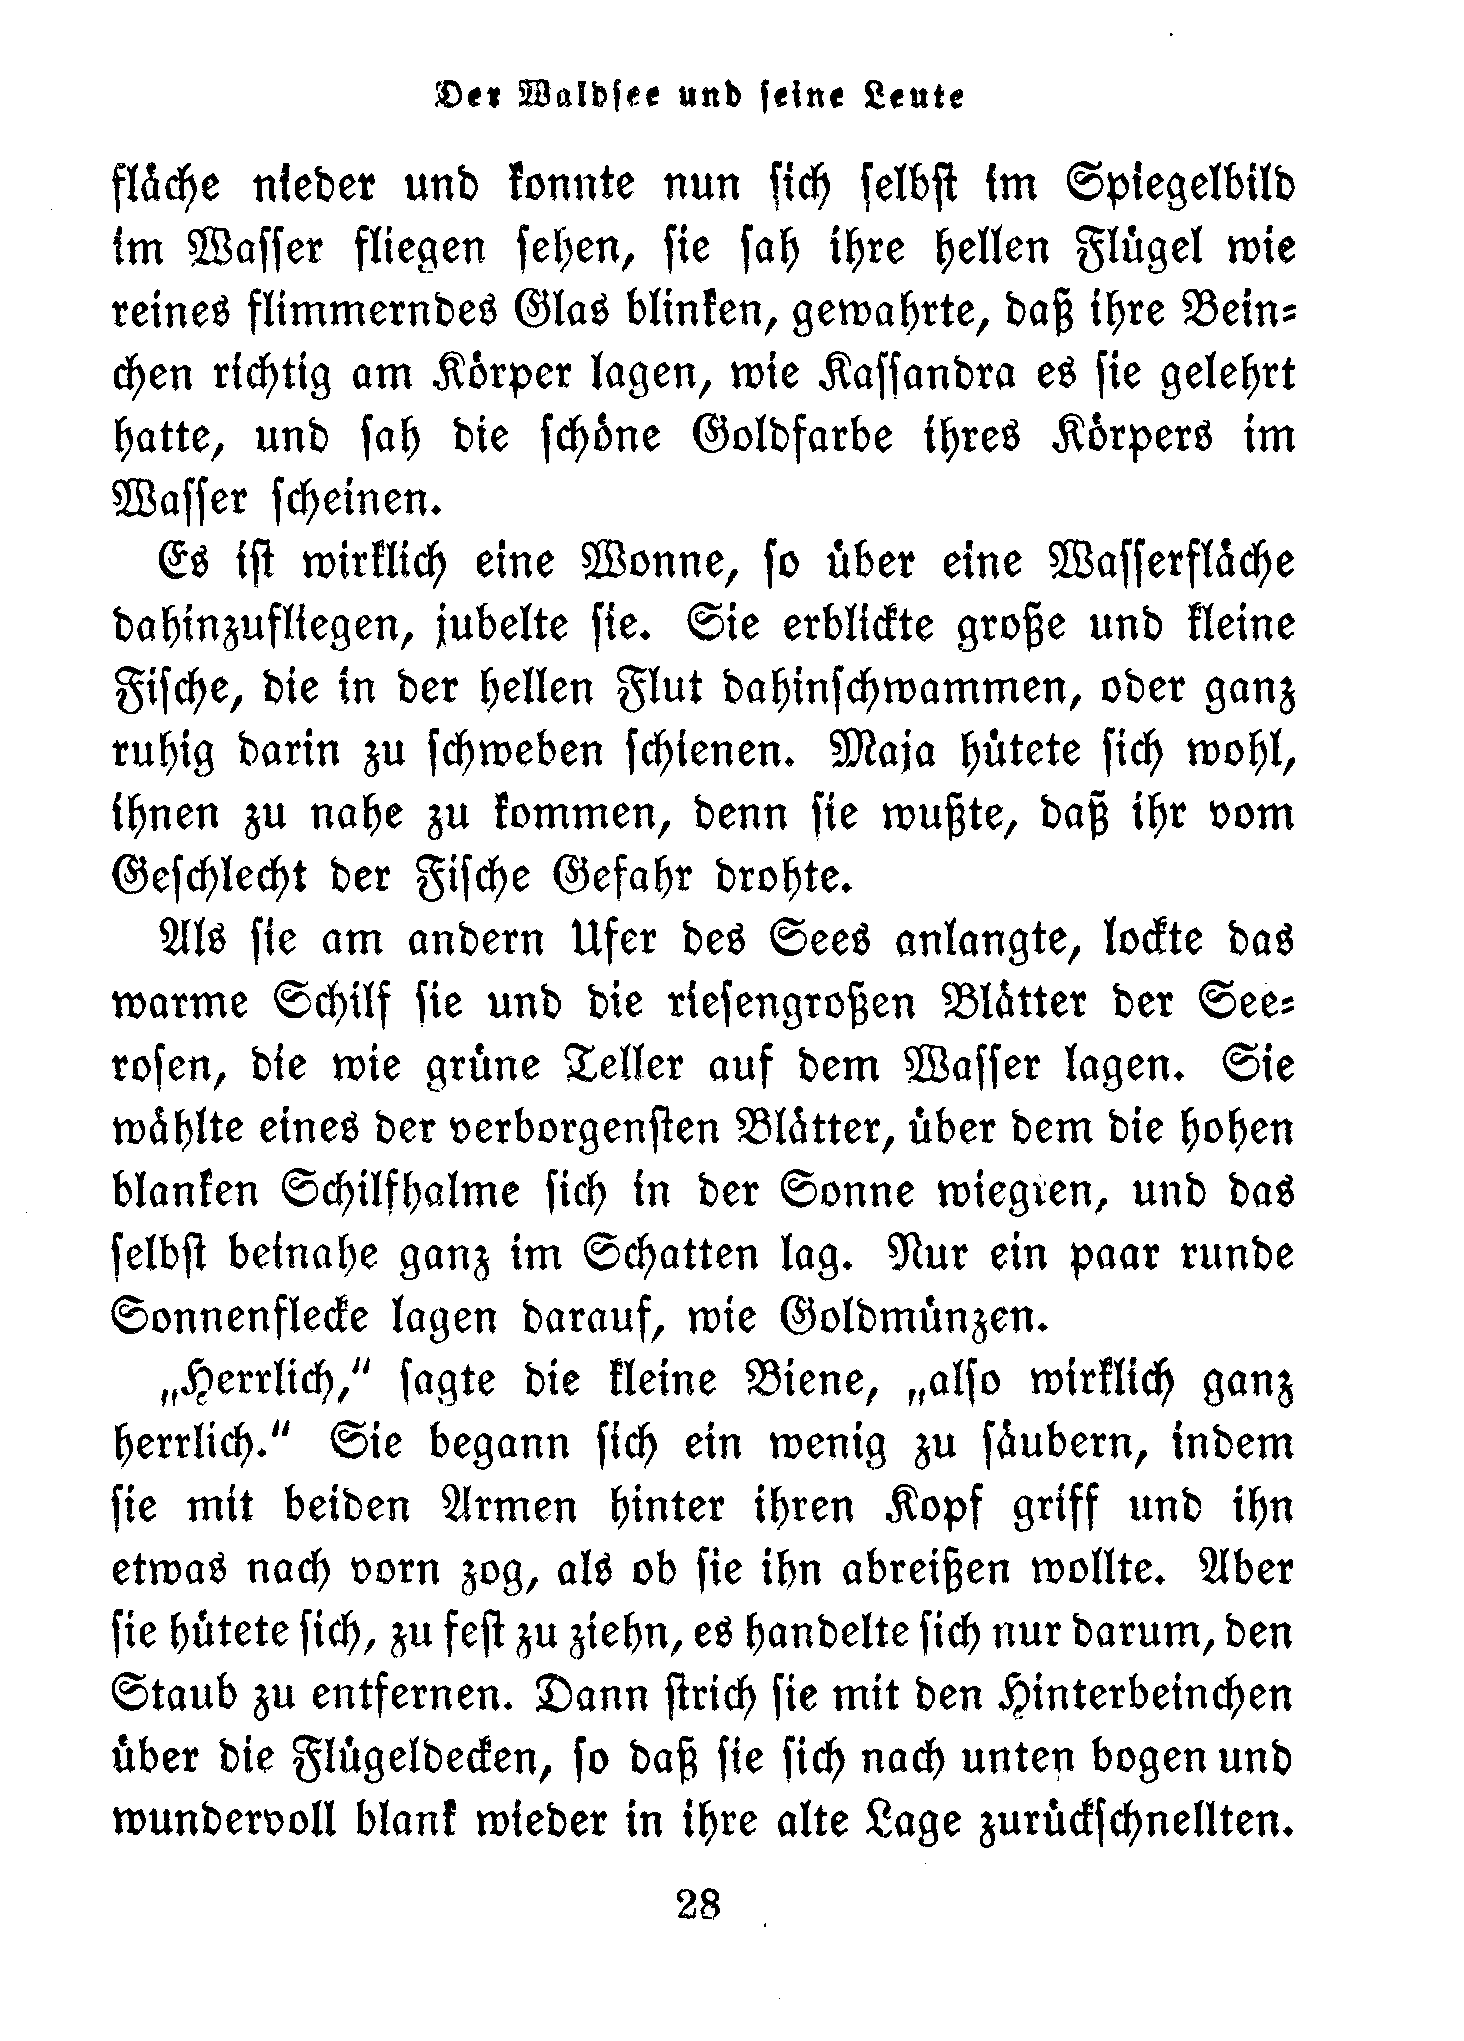 Der Waldsee und seine Leute
fläche nieder und konnte nun sich selbst im Spiegelbild
im Wasser fliegen sehen, sie sah ihre hellen Flügel wie
reines flimmerndes Glas blinken, gewahrte, daß ihre Bein-
chen richtig am Körper lagen, wie Kassandra es sie gelehrt
hatte, und sah die schöne Goldfarbe ihres Körpers im
Wasser scheinen.
Es ist wirklich eine Wonne, so über eine Wasserfläche
dahinzufliegen, jubelte sie. Sie erblickte große und kleine
Fische, die in der hellen Flut dahinschwammen, oder ganz
ruhig darin zu schweben schienen. Maja hütete sich wohl,
ihnen zu nahe zu kommen, denn sie wußte, daß ihr vom
Geschlecht der Fische Gefahr drohte.
Als sie am andern Ufer des Sees anlangte, lockte das
warme Schilf sie und die riesengroßen Blätter der See-
rosen, die wie grüne Teller auf dem Wasser lagen. Sie
wählte eines der verborgensten Blätter, über dem die hohen
blanken Schilfhalme sich in der Sonne wiegten, und das
selbst beinahe ganz im Schatten lag. Nur ein paar runde
Sonnenflecke lagen darauf, wie Goldmünzen.
„Herrlich,“ sagte die kleine Biene, „also wirklich ganz
herrlich.“ Sie begann sich ein wenig zu säubern, indem
sie mit beiden Armen hinter ihren Kopf griff und ihn
etwas nach vorn zog, als ob sie ihn abreißen wollte. Aber
sie hütete sich, zu fest zu ziehn, es handelte sich nur darum, den
Staub zu entfernen. Dann strich sie mit den Hinterbeinchen
über die Flügeldecken, so daß sie sich nach unten bogen und
wundervoll blank wieder in ihre alte Lage zurückschnellten.
28